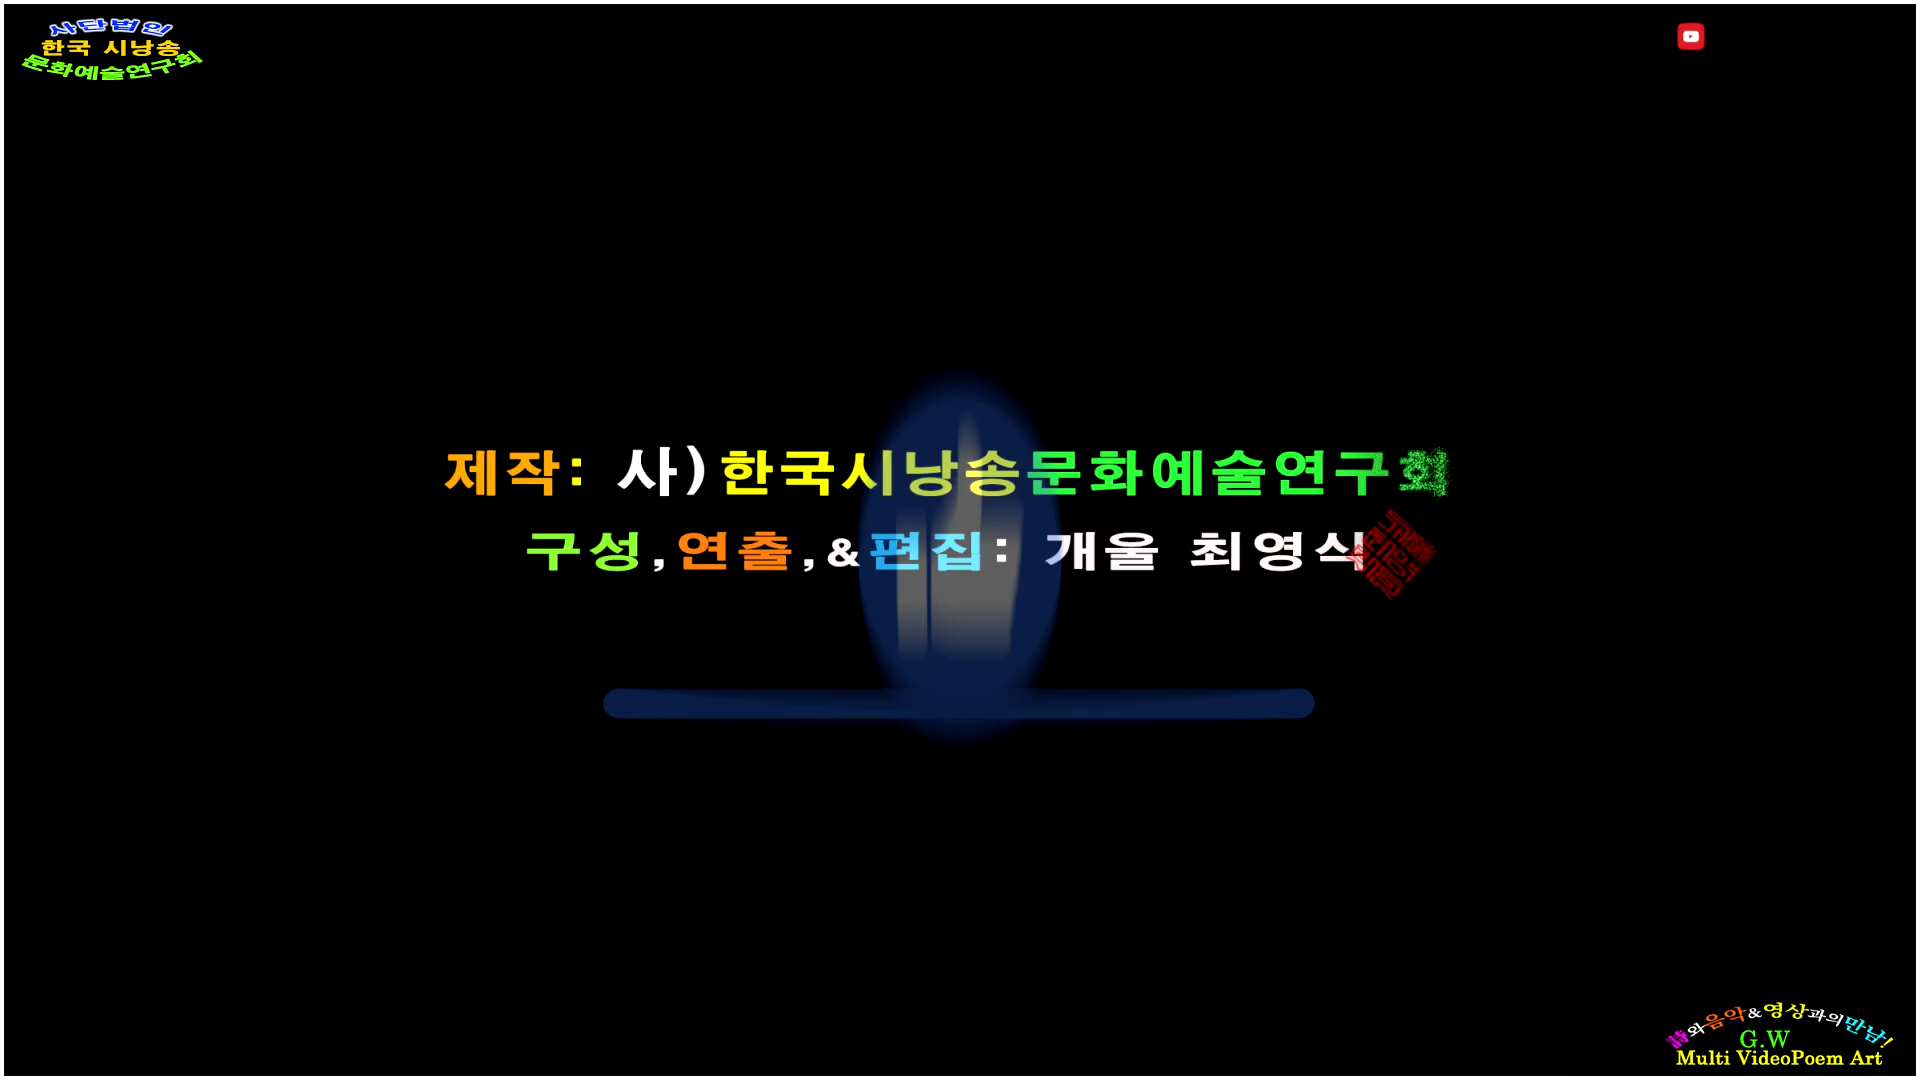 사단법인
한국 시낭송
문화예술연구회
제작: 사)한국시낭송문화예술연구회
구성,연출,&편집: 개울 최영식
詩와음악&영상과의만남!
G.W
Multi VideoPoem Art